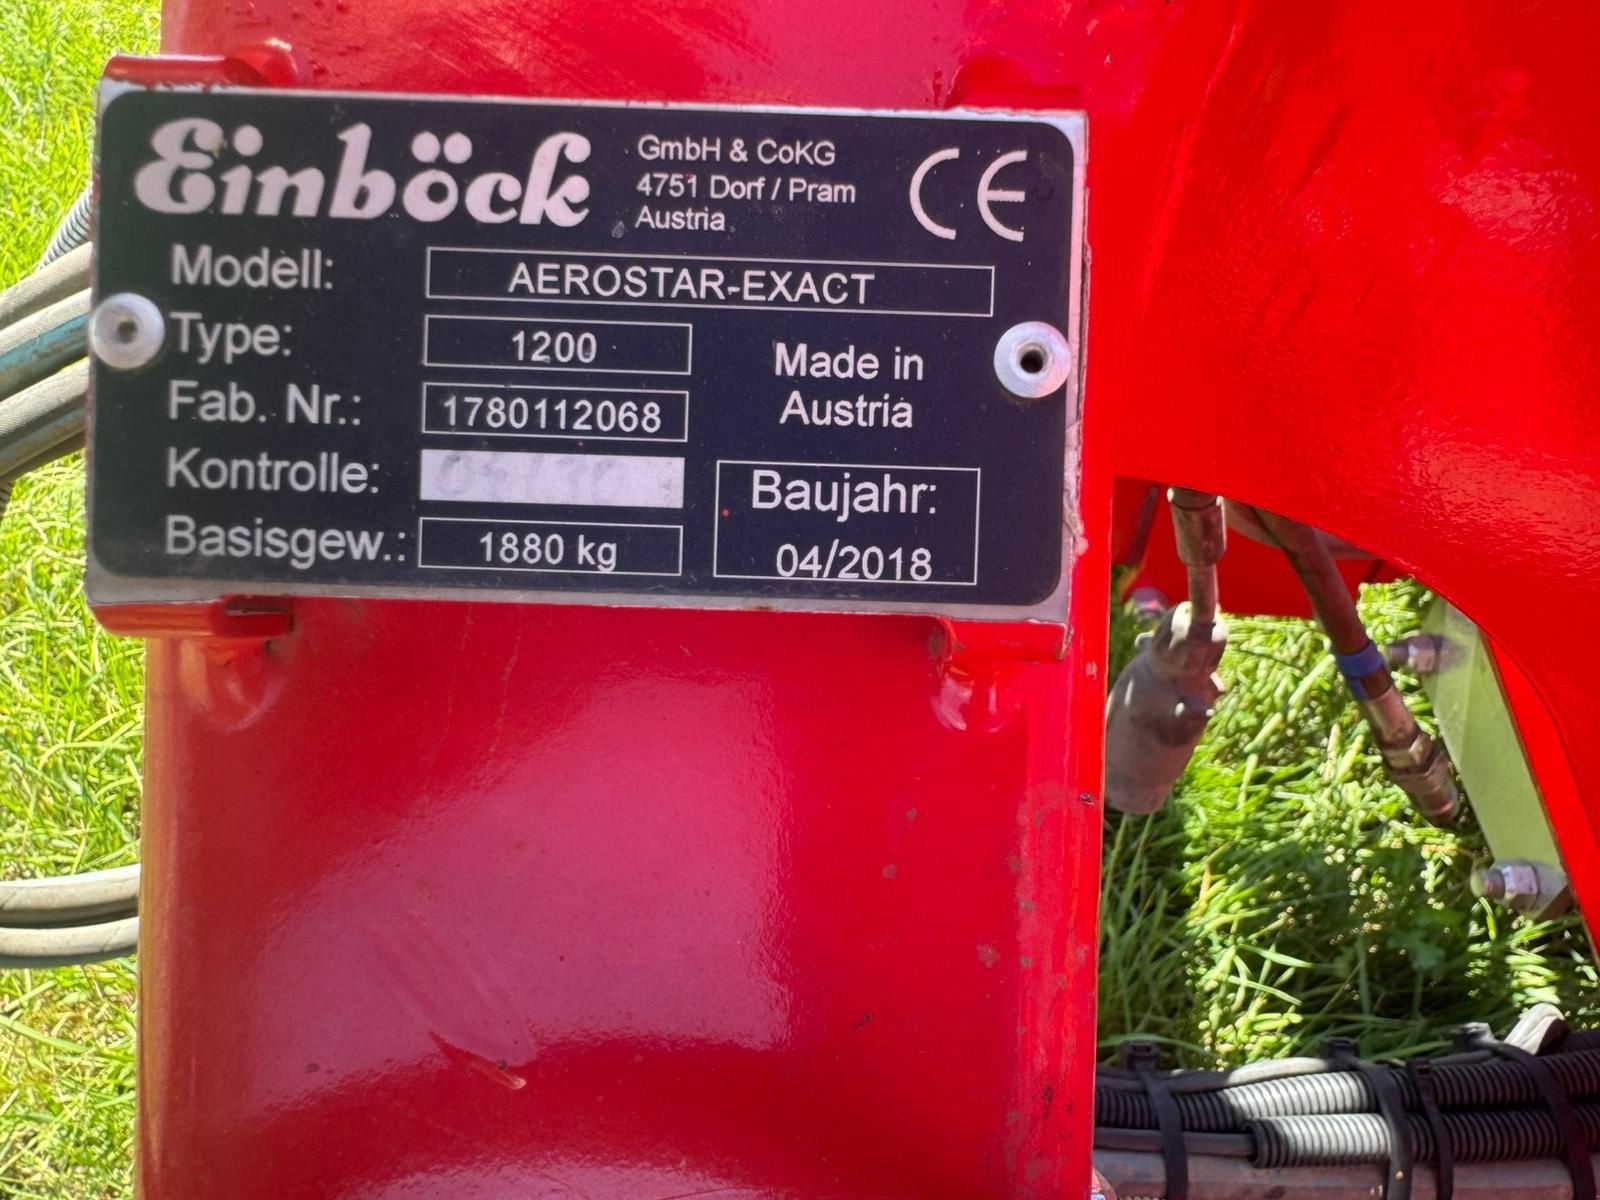 Einböck
GmbH & CoKG
4751 Dorf / Pram
Austria
CE
Modell: AEROSTAR-EXACT
Type: 1200
Fab. Nr.: 1780112068
Kontrolle:
Basisgew.: 1880 kg
Made in
Austria
Baujahr:
04/2018